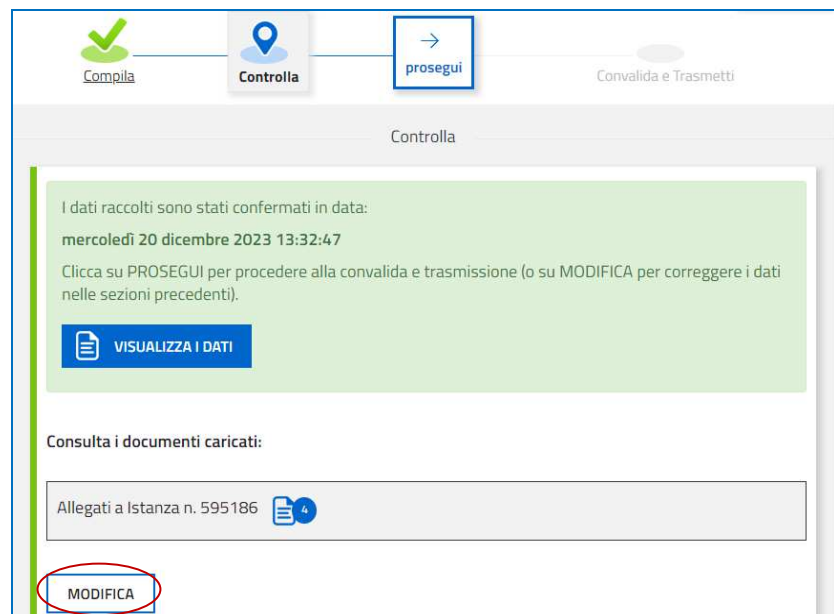 Compila
Controlla
prosegui
Convalida e Trasmetti
Controlla
I dati raccolti sono stati confermati in data:
mercoledì 20 dicembre 2023 13:32:47
Clicca su PROSEGUI per procedere alla convalida e trasmissione (o su MODIFICA per correggere i dati
nelle sezioni precedenti).
VISUALIZZA I DATI
Consulta i documenti caricati:
Allegati a Istanza n. 595186 4
MODIFICA